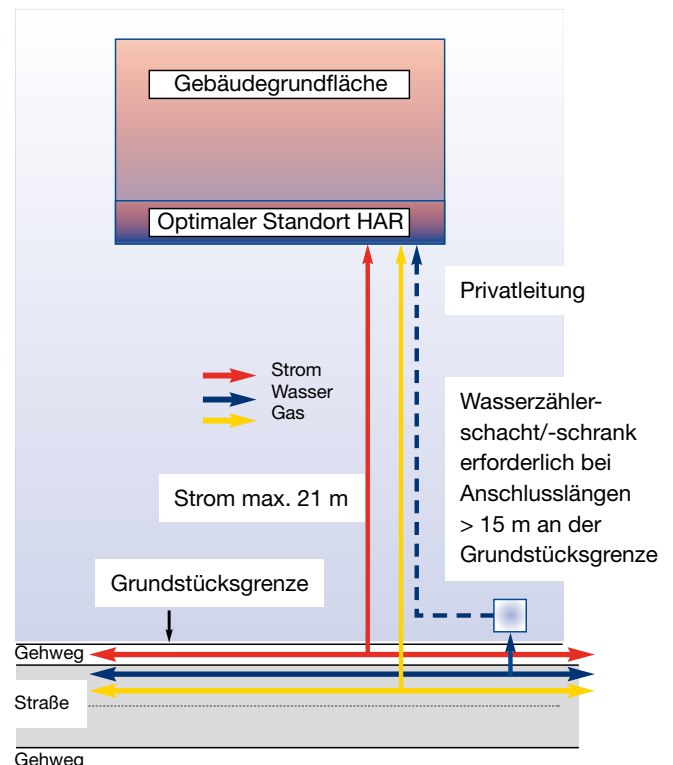 Gebäudegrundfläche
Optimaler Standort HAR
Privatleitung
Strom
Wasser
Gas
Wasserzähler-
schacht/-schrank
erforderlich bei
Anschlusslängen
> 15 m an der
Grundstücksgrenze
Strom max. 21 m
Grundstücksgrenze
Gehweg
Straße
Gehweg